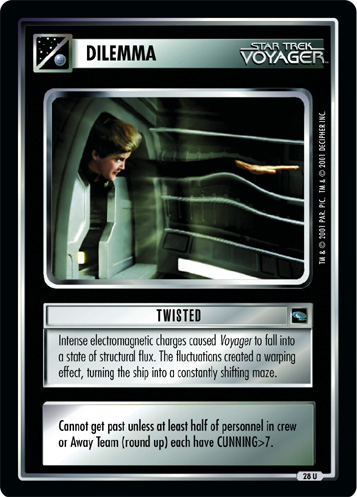 DILEMMA
STAR TREK
VOYAGER™
TM & © 2001 PAR. PIC. TM & © 2001 DECIPHER INC.
TWISTED
Intense electromagnetic charges caused Voyager to fall into
a state of structural flux. The fluctuations created a warping
effect, turning the ship into a constantly shifting maze.
Cannot get past unless at least half of personnel in crew
or Away Team (round up) each have CUNNING>7.
28 U